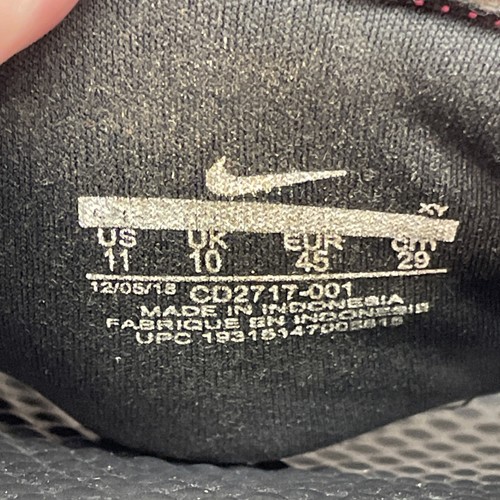 XY
US UK EUR cm
11 10 45 29
12/05/18 CD2717-001
MADE IN INDONESIA
FABRIQUE EN INDONESIE
UPC